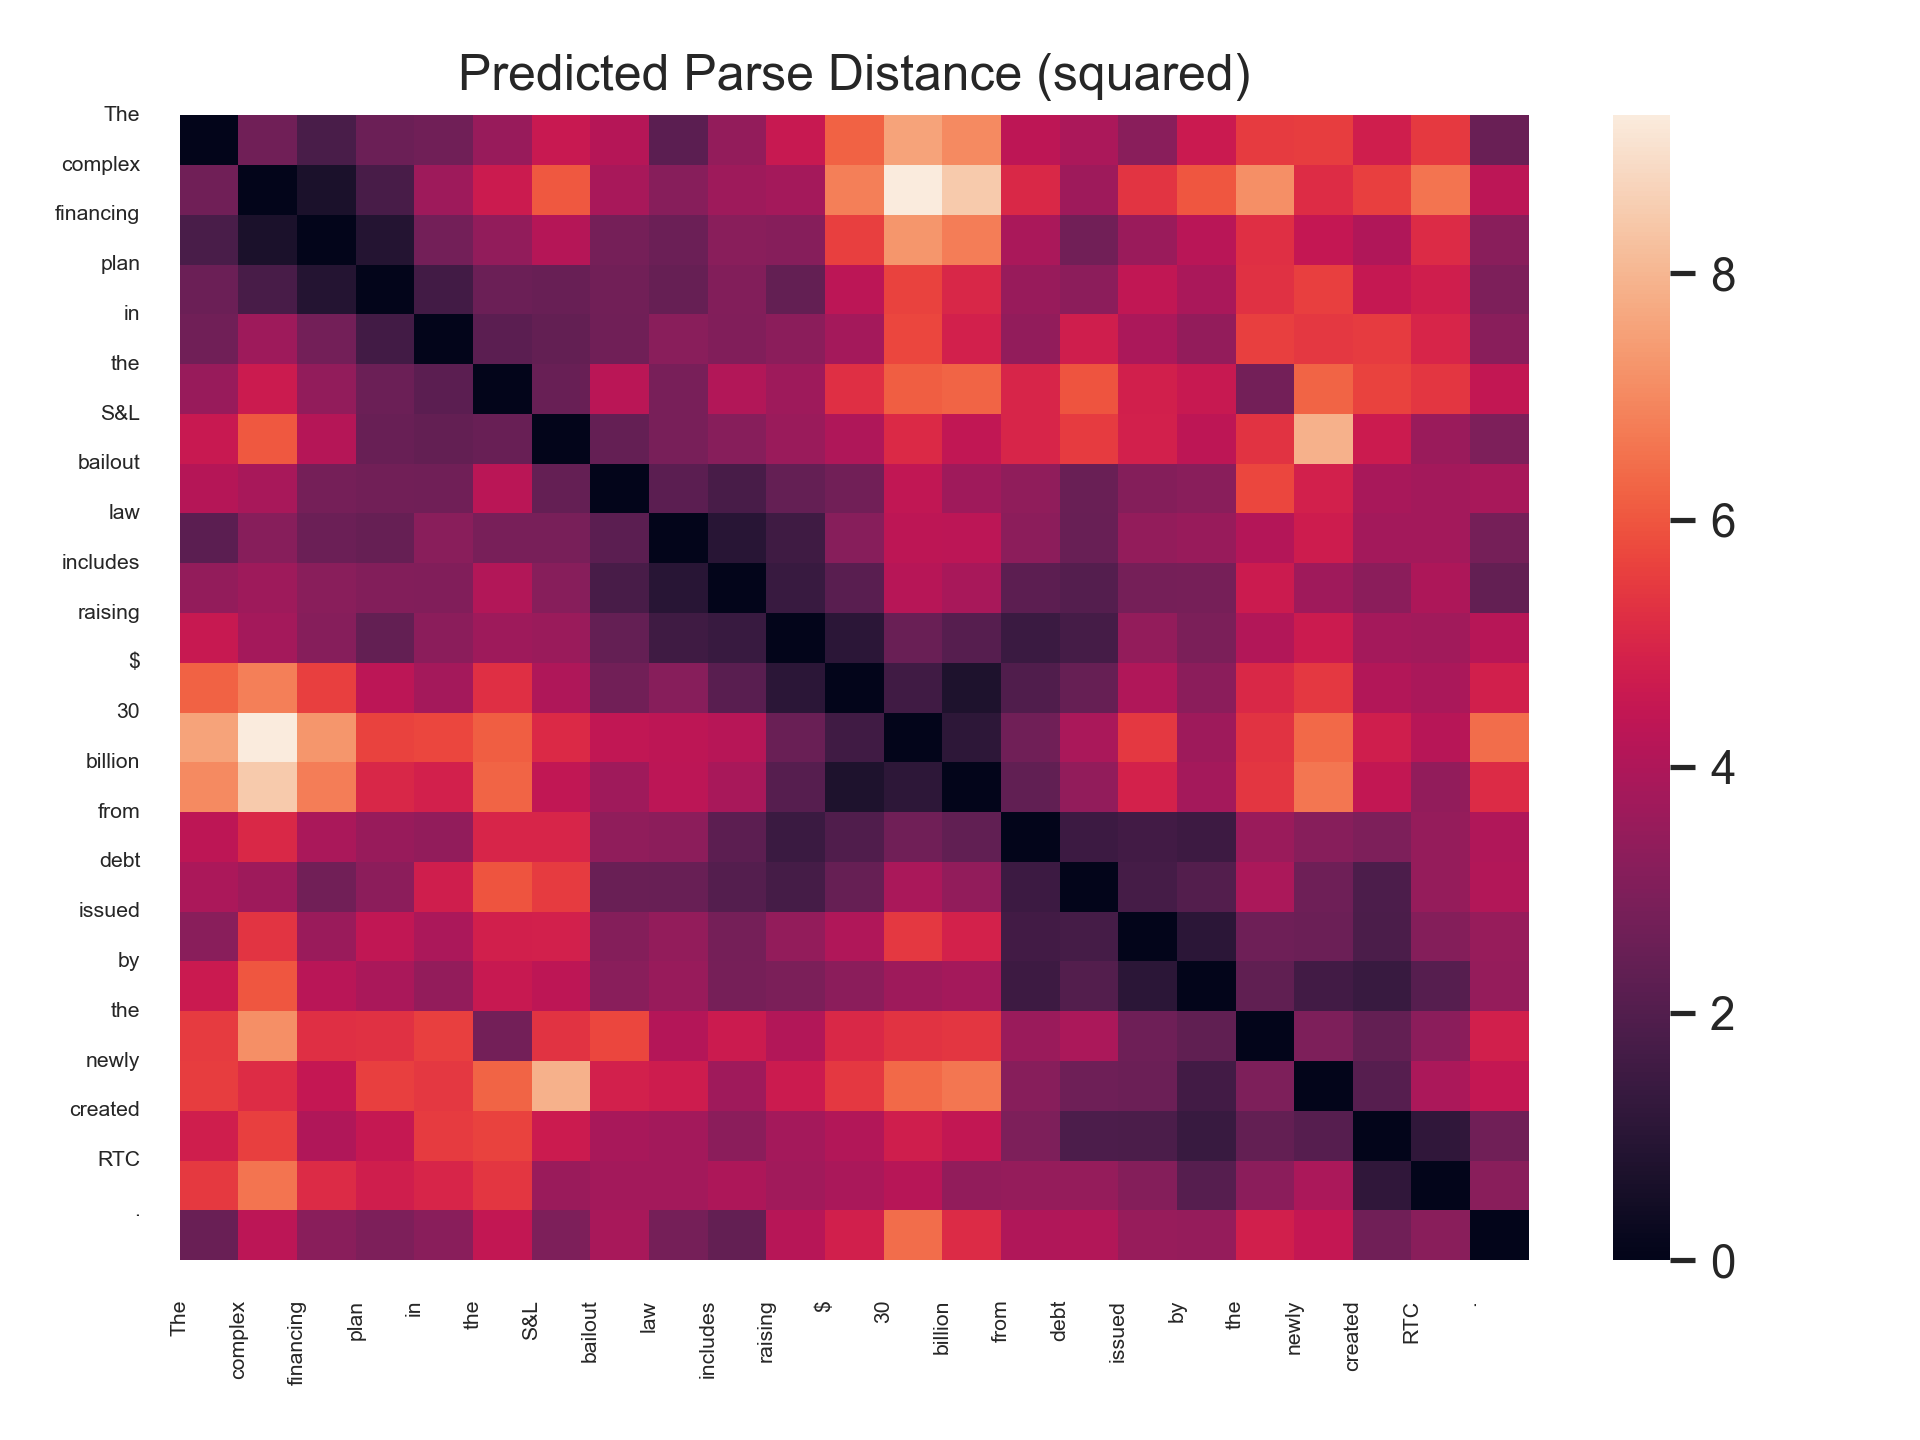 Predicted Parse Distance (squared)
The
complex
financing
plan
in
the
S&L
bailout
law
includes
raising
$
30
billion
from
debt
issued
by
the
newly
created
RTC
.
8
6
4
2
0
The
complex
financing
plan
in
the
S&L
bailout
law
includes
raising
$
30
billion
from
debt
issued
by
the
newly
created
RTC
.